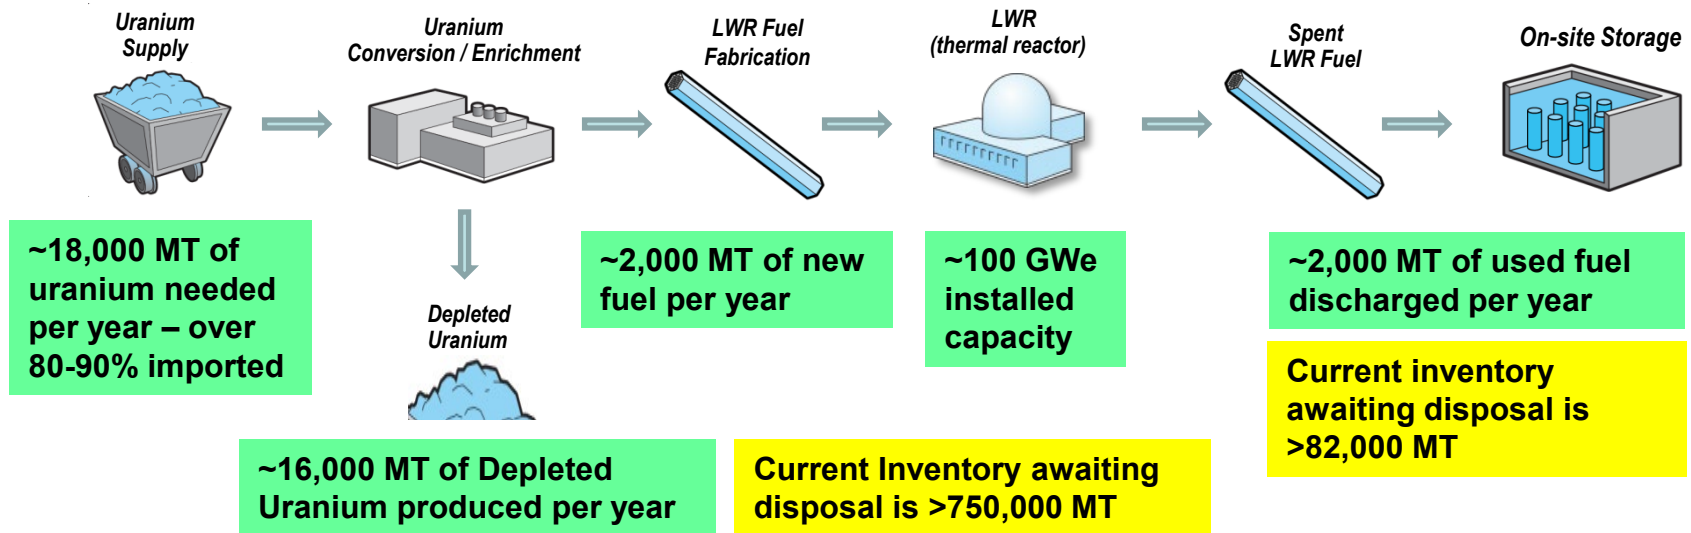 Uranium
Supply
Uranium
Conversion / Enrichment
LWR Fuel
Fabrication
LWR
(thermal reactor)
Spent
LWR Fuel
On-site Storage
~18,000 MT of
uranium needed
per year – over
80-90% imported
Depleted
Uranium
~2,000 MT of new
fuel per year
~100 GWe
installed
capacity
~2,000 MT of used fuel
discharged per year
Current inventory
awaiting disposal is
>82,000 MT
~16,000 MT of Depleted
Uranium produced per year
Current Inventory awaiting
disposal is >750,000 MT